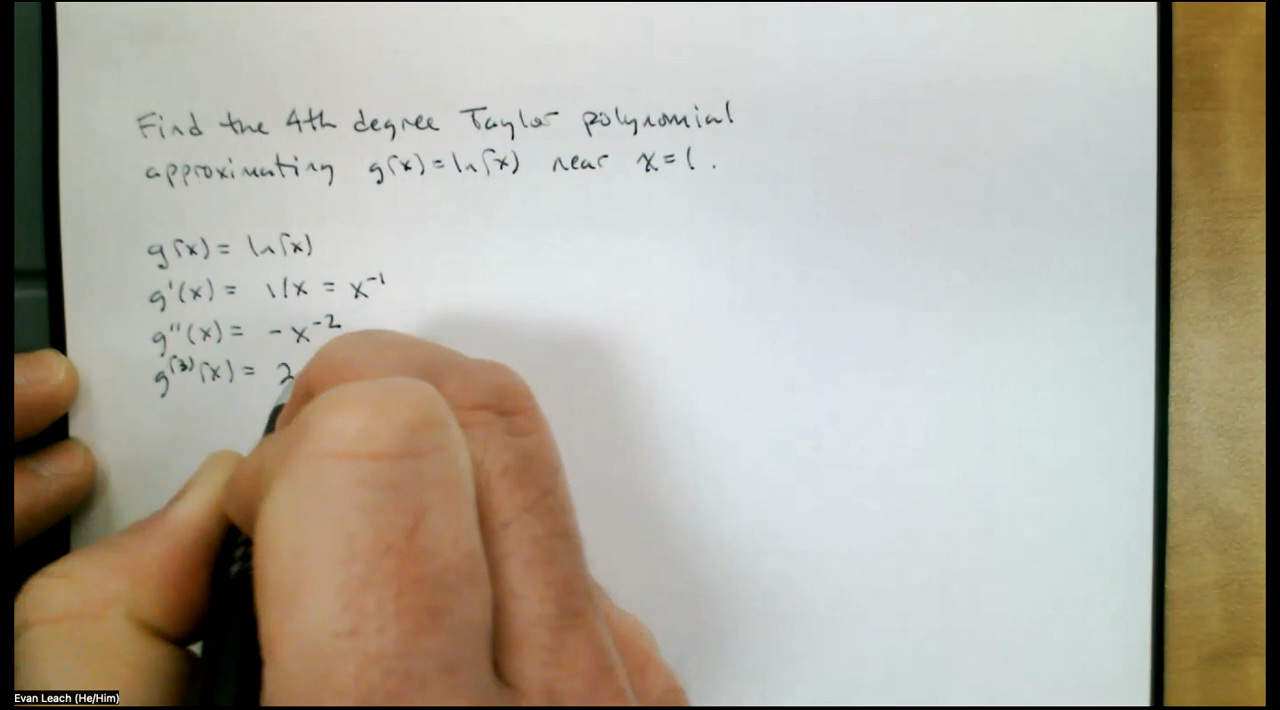 Find the 4th degree Taylor polynomial
approximating g(x)=ln(x) near x=1.
g(x)= ln(x)
g'(x)= 1/x = x⁻¹
g''(x)= -x⁻²
g⁽³⁾(x)= 2
Evan Leach (He/Him)